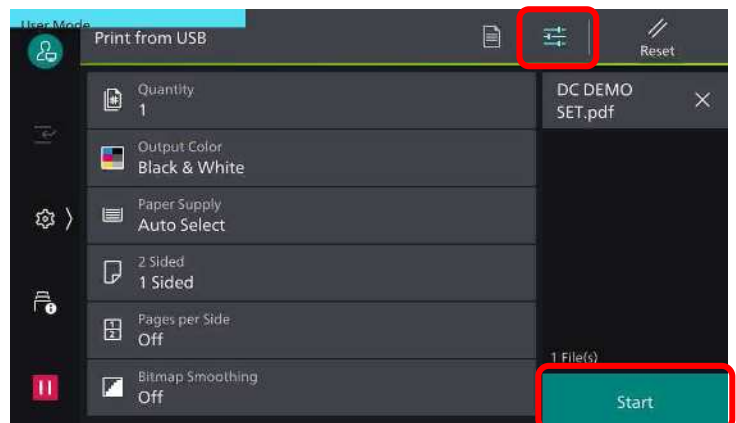 User Mode
Print from USB
Reset
Quantity
1
DC DEMO
SET.pdf
Output Color
Black & White
Paper Supply
Auto Select
2 Sided
1 Sided
Pages per Side
Off
1 File(s)
Bitmap Smoothing
Off
Start